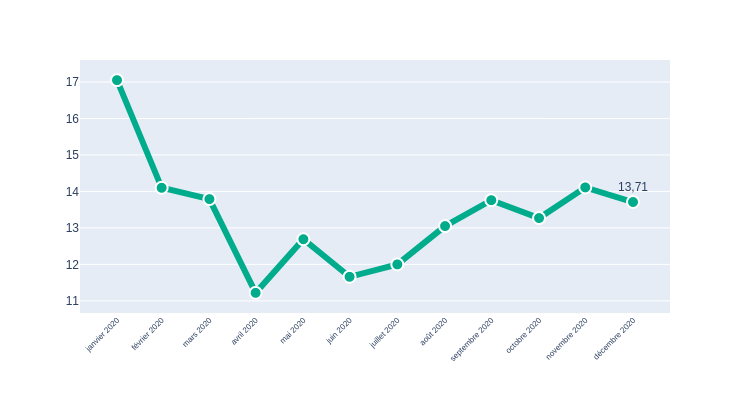 17
16
15
14
13
12
11
13,71
janvier 2020
février 2020
mars 2020
avril 2020
mai 2020
juin 2020
juillet 2020
août 2020
septembre 2020
octobre 2020
novembre 2020
décembre 2020